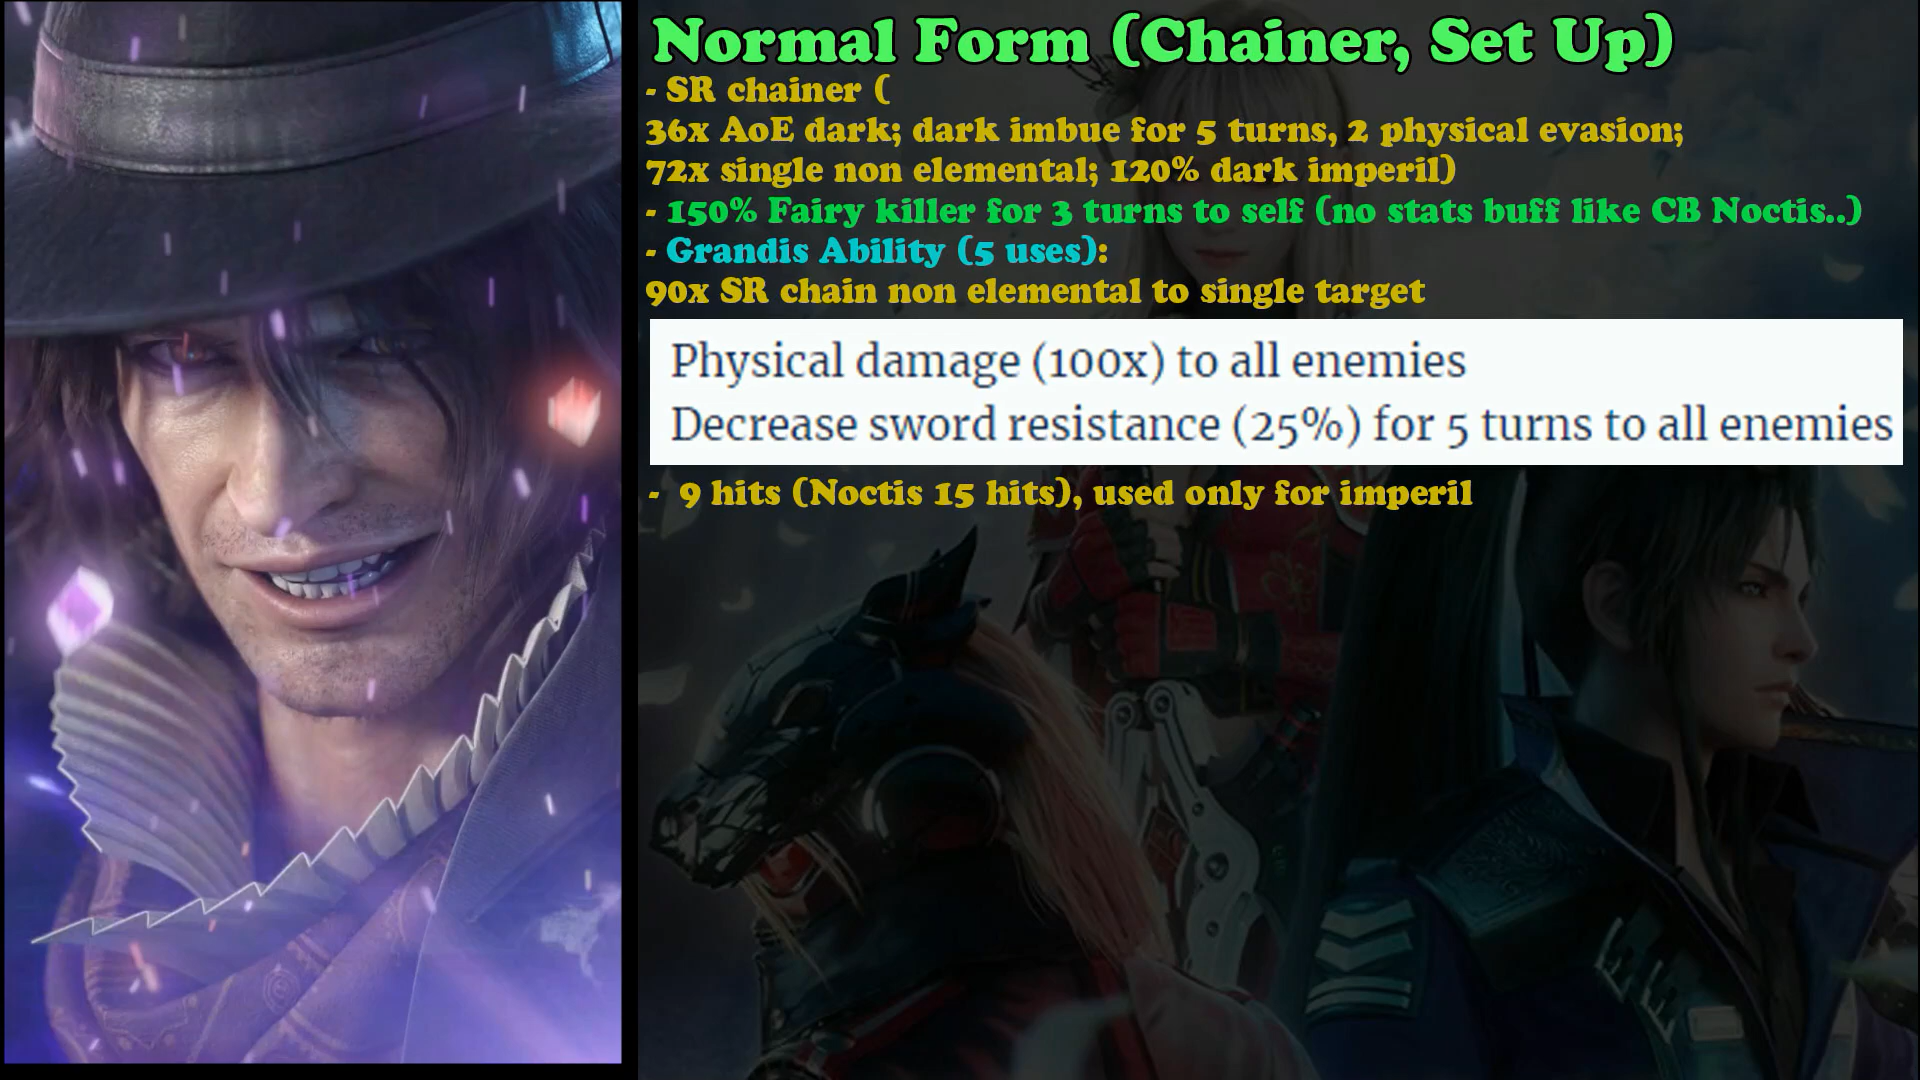 Normal Form (Chainer, Set Up)
- SR chainer (
36x AoE dark; dark imbue for 5 turns, 2 physical evasion;
72x single non elemental; 120% dark imperil)
- 150% Fairy killer for 3 turns to self (no stats buff like CB Noctis..)
- Grandis Ability (5 uses):
90x SR chain non elemental to single target
Physical damage (100x) to all enemies
Decrease sword resistance (25%) for 5 turns to all enemies
- 9 hits (Noctis 15 hits), used only for imperil